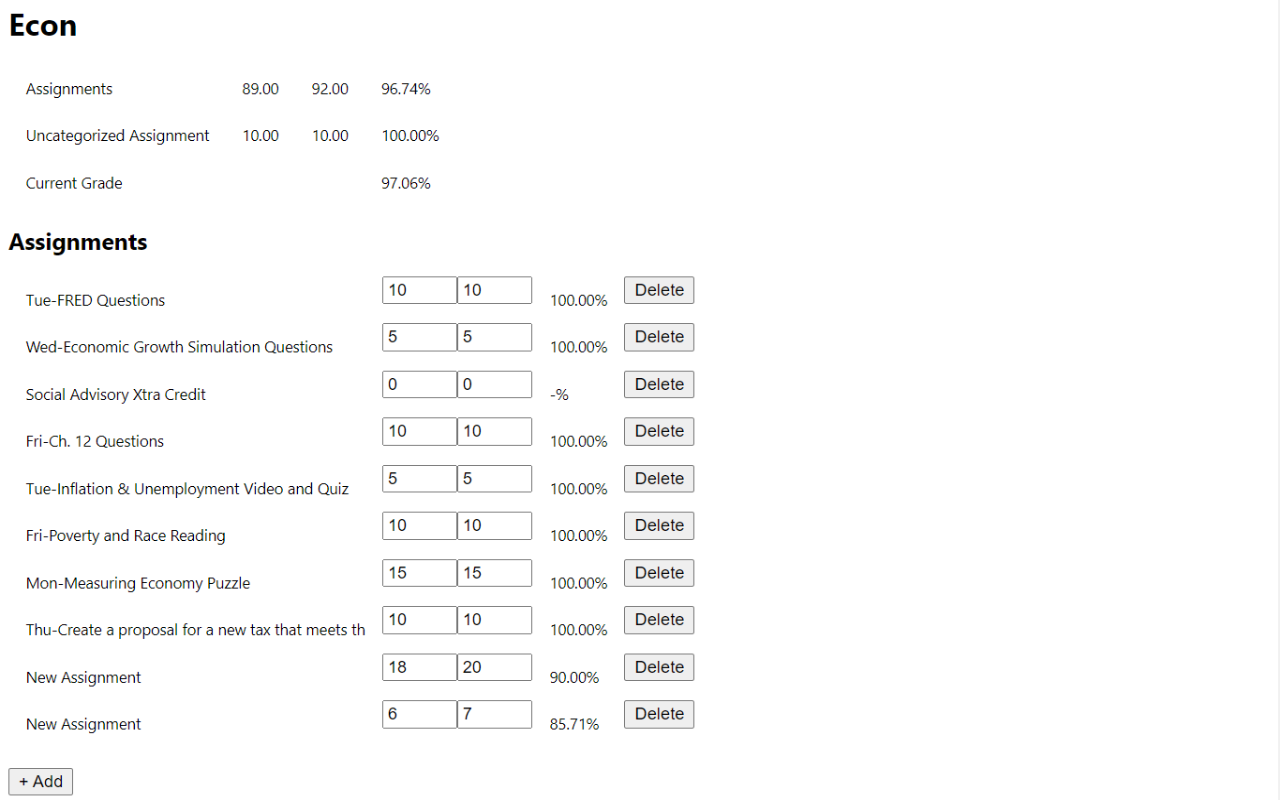 Econ
Assignments 89.00 92.00 96.74%
Uncategorized Assignment 10.00 10.00 100.00%
Current Grade 97.06%
Assignments
Tue-FRED Questions 10 10 100.00% Delete
Wed-Economic Growth Simulation Questions 5 5 100.00% Delete
Social Advisory Xtra Credit 0 0 -% Delete
Fri-Ch. 12 Questions 10 10 100.00% Delete
Tue-Inflation & Unemployment Video and Quiz 5 5 100.00% Delete
Fri-Poverty and Race Reading 10 10 100.00% Delete
Mon-Measuring Economy Puzzle 15 15 100.00% Delete
Thu-Create a proposal for a new tax that meets th 10 10 100.00% Delete
New Assignment 18 20 90.00% Delete
New Assignment 6 7 85.71% Delete
+ Add